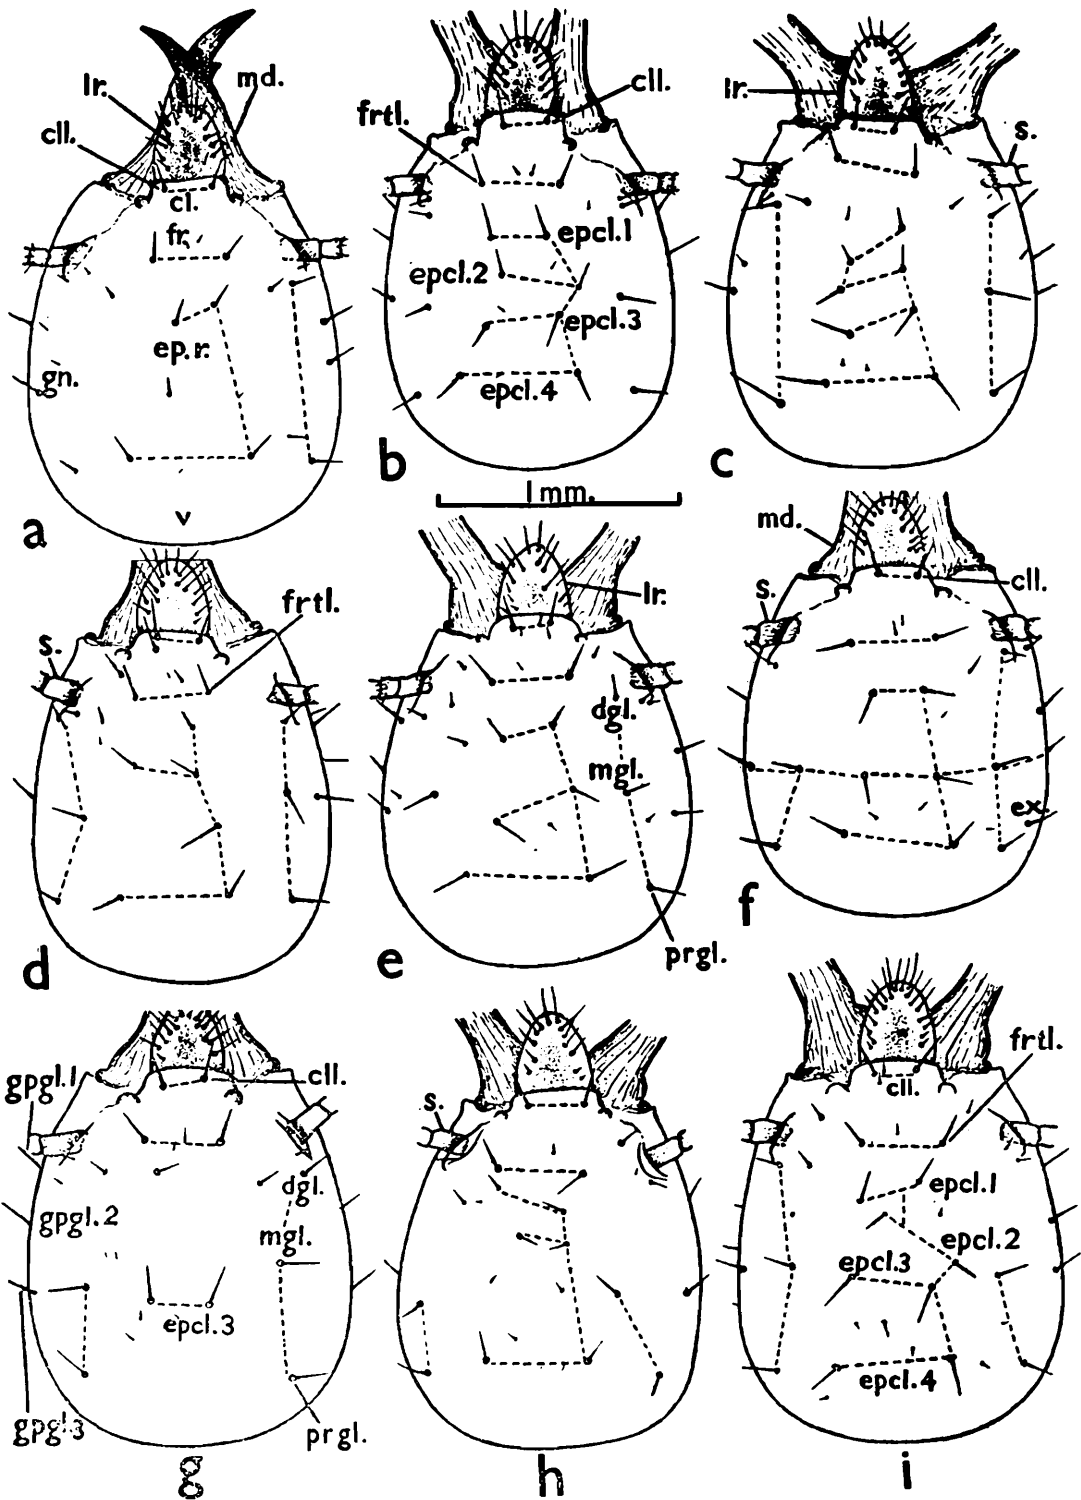 lr.
md.
cll.
cl.
fr.
ep.r.
gn.
v
a
frtl.
cll.
epcl.1
epcl.2
epcl.3
epcl.4
b
lr.
s.
c
1 mm.
s.
frtl.
d
lr.
dgl.
mgl.
prgl.
e
md.
s.
cll.
ex.
f
gpgl.1
cll.
gpgl.2
dgl.
mgl.
epcl.3
gpgl3
prgl.
g
s.
h
frtl.
cll.
epcl.1
epcl.2
epcl.3
epcl.4
i